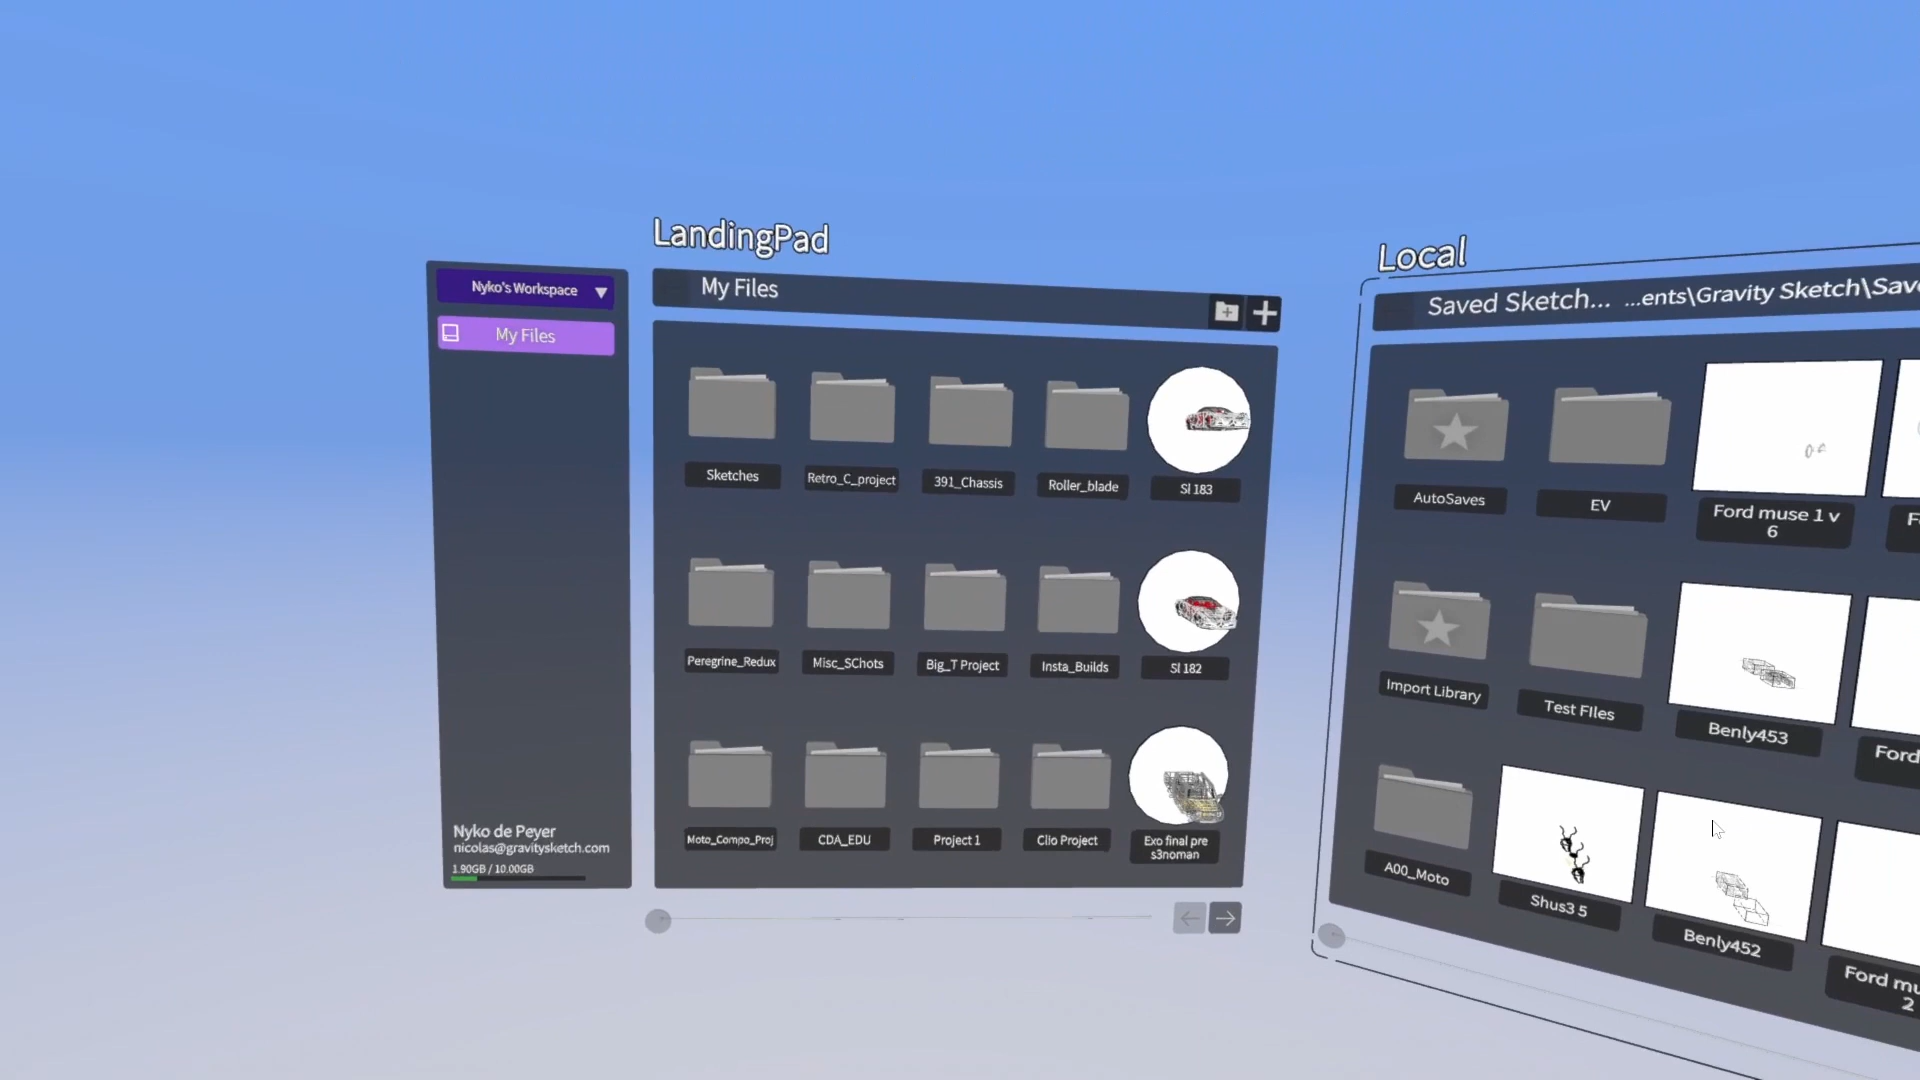 LandingPad
Local
Nyko's Workspace
My Files
Nyko de Peyer
nicolas@gravitysketch.com
1.90GB / 10.00GB
My Files
Sketches
Retro_C_project
391_Chassis
Roller_blade
Sl 183
Peregrine_Redux
Misc_SChots
Big_T Project
Insta_Builds
Sl 182
Moto_Compo_Proj
CDA_EDU
Project 1
Clio Project
Exo final pre
s3noman
Saved Sketch... ...ents\Gravity Sketch\Save
AutoSaves
EV
Ford muse 1 v
6
Import Library
Test FIles
Benly453
Ford
A00_Moto
Shus3 5
Benly452
Ford mu
2